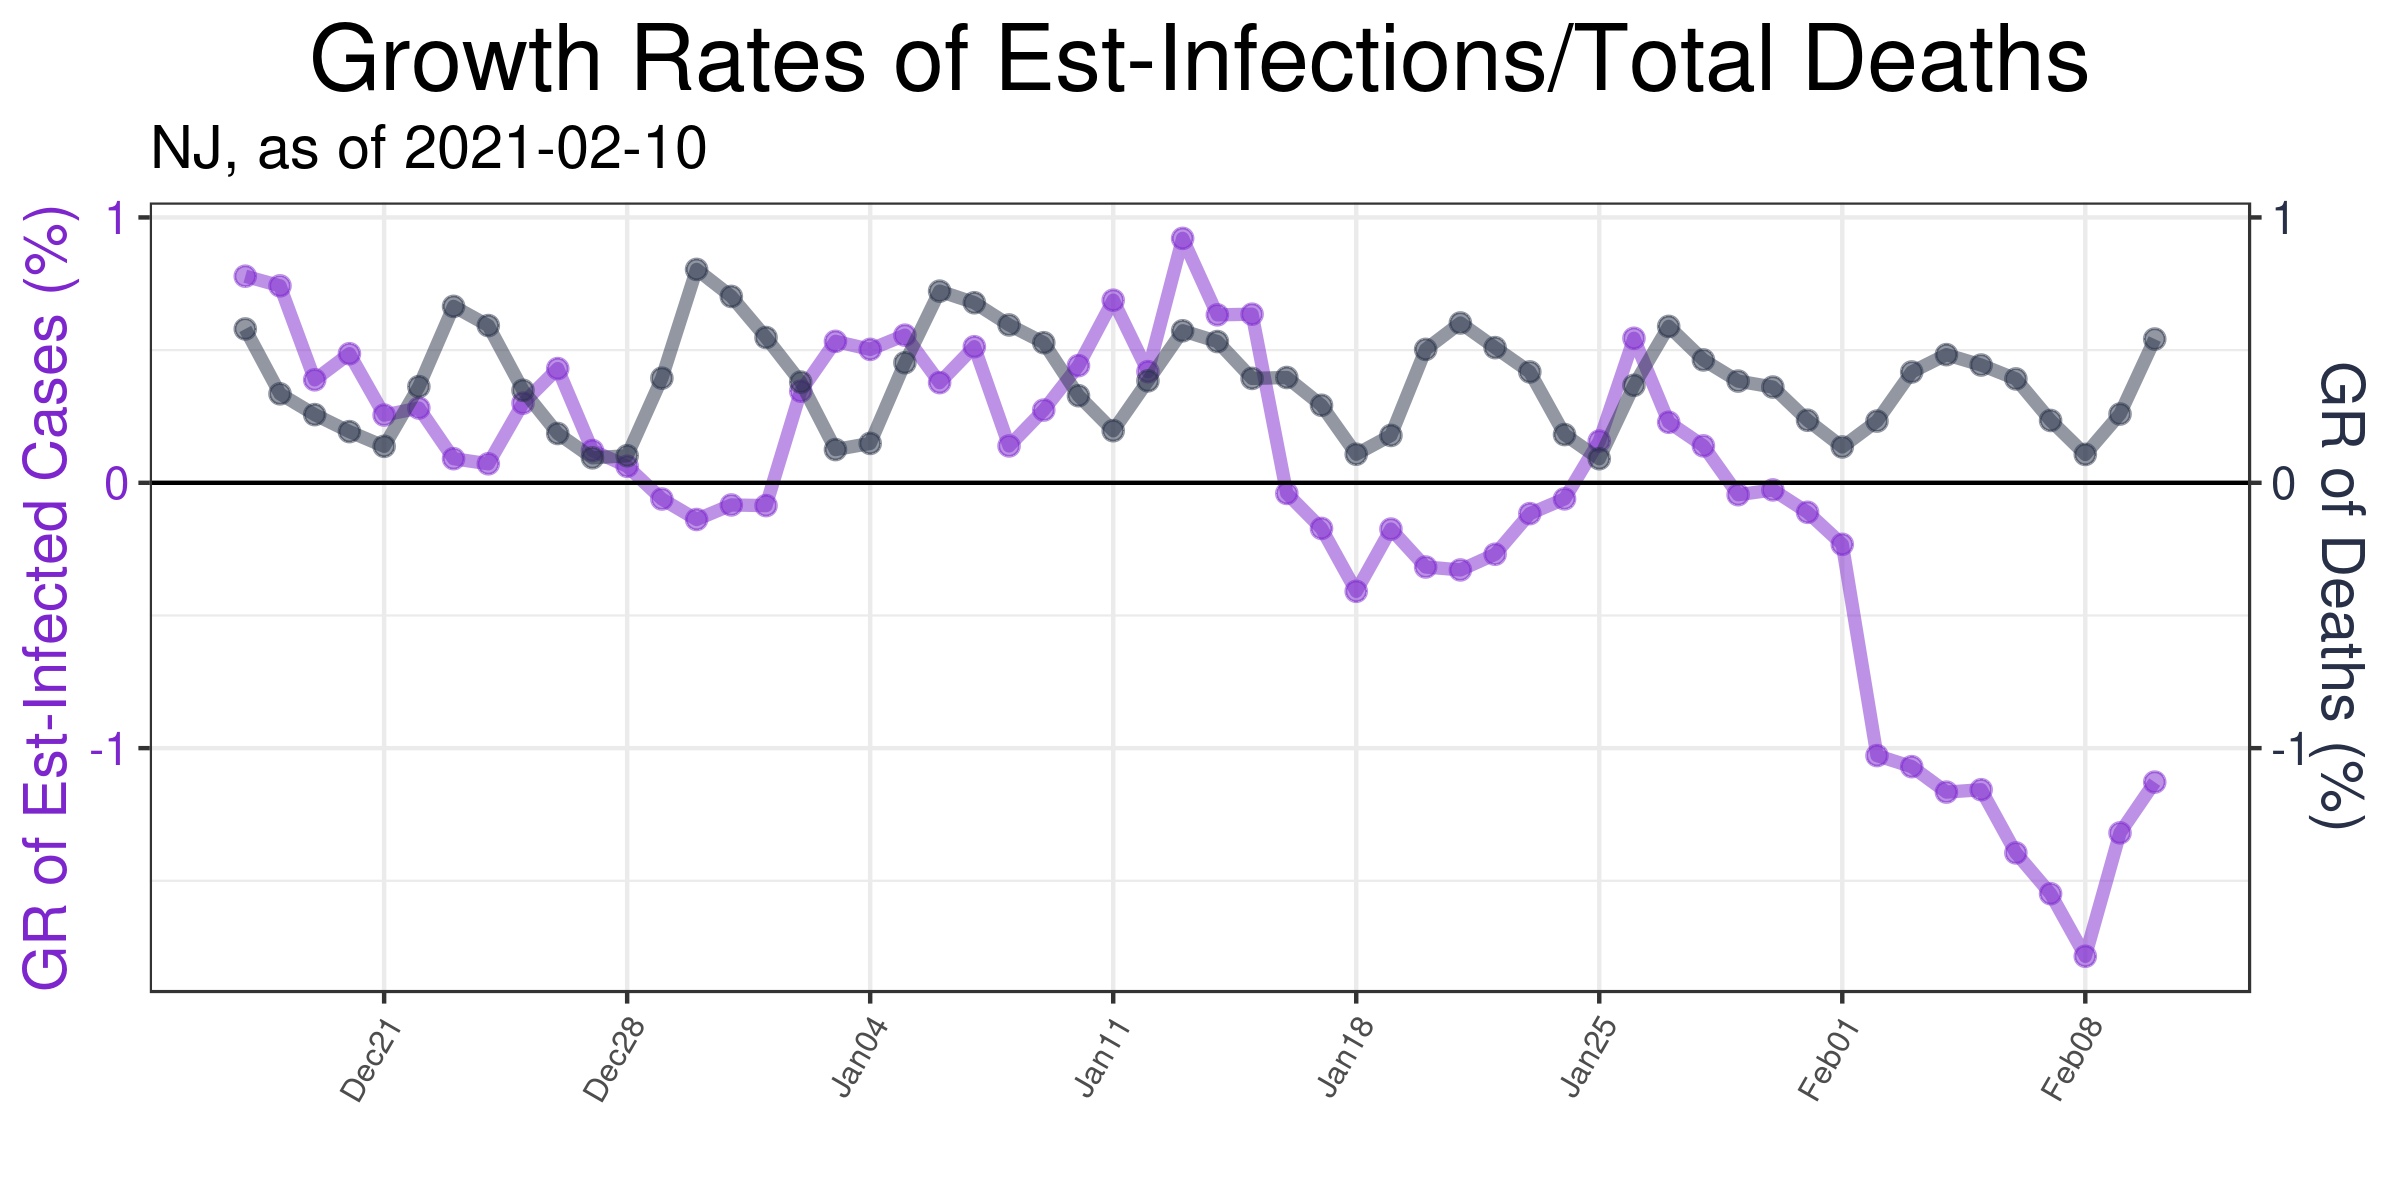 Growth Rates of Est-Infections/Total Deaths
NJ, as of 2021-02-10
GR of Est-Infected Cases (%)
1
0
-1
1
0
-1
GR of Deaths (%)
Dec21
Dec28
Jan04
Jan11
Jan18
Jan25
Feb01
Feb08